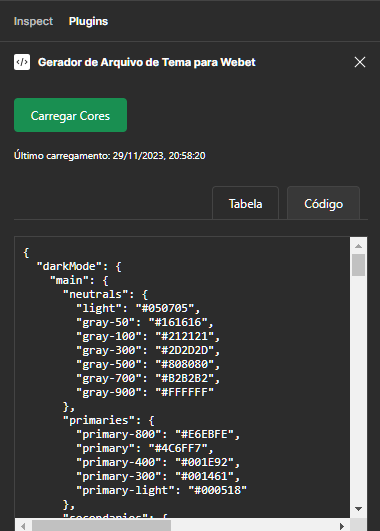 Inspect Plugins
</> Gerador de Arquivo de Tema para Webet
Carregar Cores
Último carregamento: 29/11/2023, 20:58:20
Tabela Código
{
"darkMode": {
"main": {
"neutrals": {
"light": "#050705",
"gray-50": "#161616",
"gray-100": "#212121",
"gray-300": "#2D2D2D",
"gray-500": "#808080",
"gray-700": "#B2B2B2",
"gray-900": "#FFFFFF"
},
"primaries": {
"primary-800": "#E6EBFE",
"primary": "#4C6FF7",
"primary-400": "#001E92",
"primary-300": "#001461",
"primary-light": "#000518"
},
"secondaries": {